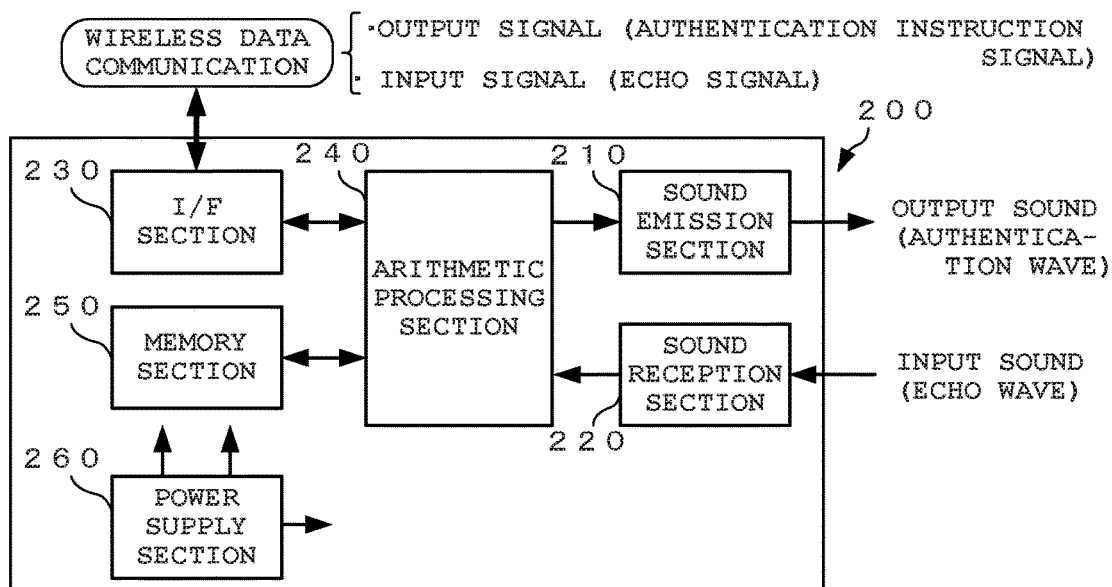 WIRELESS DATA
COMMUNICATION
・OUTPUT SIGNAL (AUTHENTICATION INSTRUCTION
SIGNAL)
・INPUT SIGNAL (ECHO SIGNAL)
200
230
I/F
SECTION
240
ARITHMETIC
PROCESSING
SECTION
210
SOUND
EMISSION
SECTION
OUTPUT SOUND
(AUTHENTICA-
TION WAVE)
250
MEMORY
SECTION
SOUND
RECEPTION
SECTION
220
INPUT SOUND
(ECHO WAVE)
260
POWER
SUPPLY
SECTION